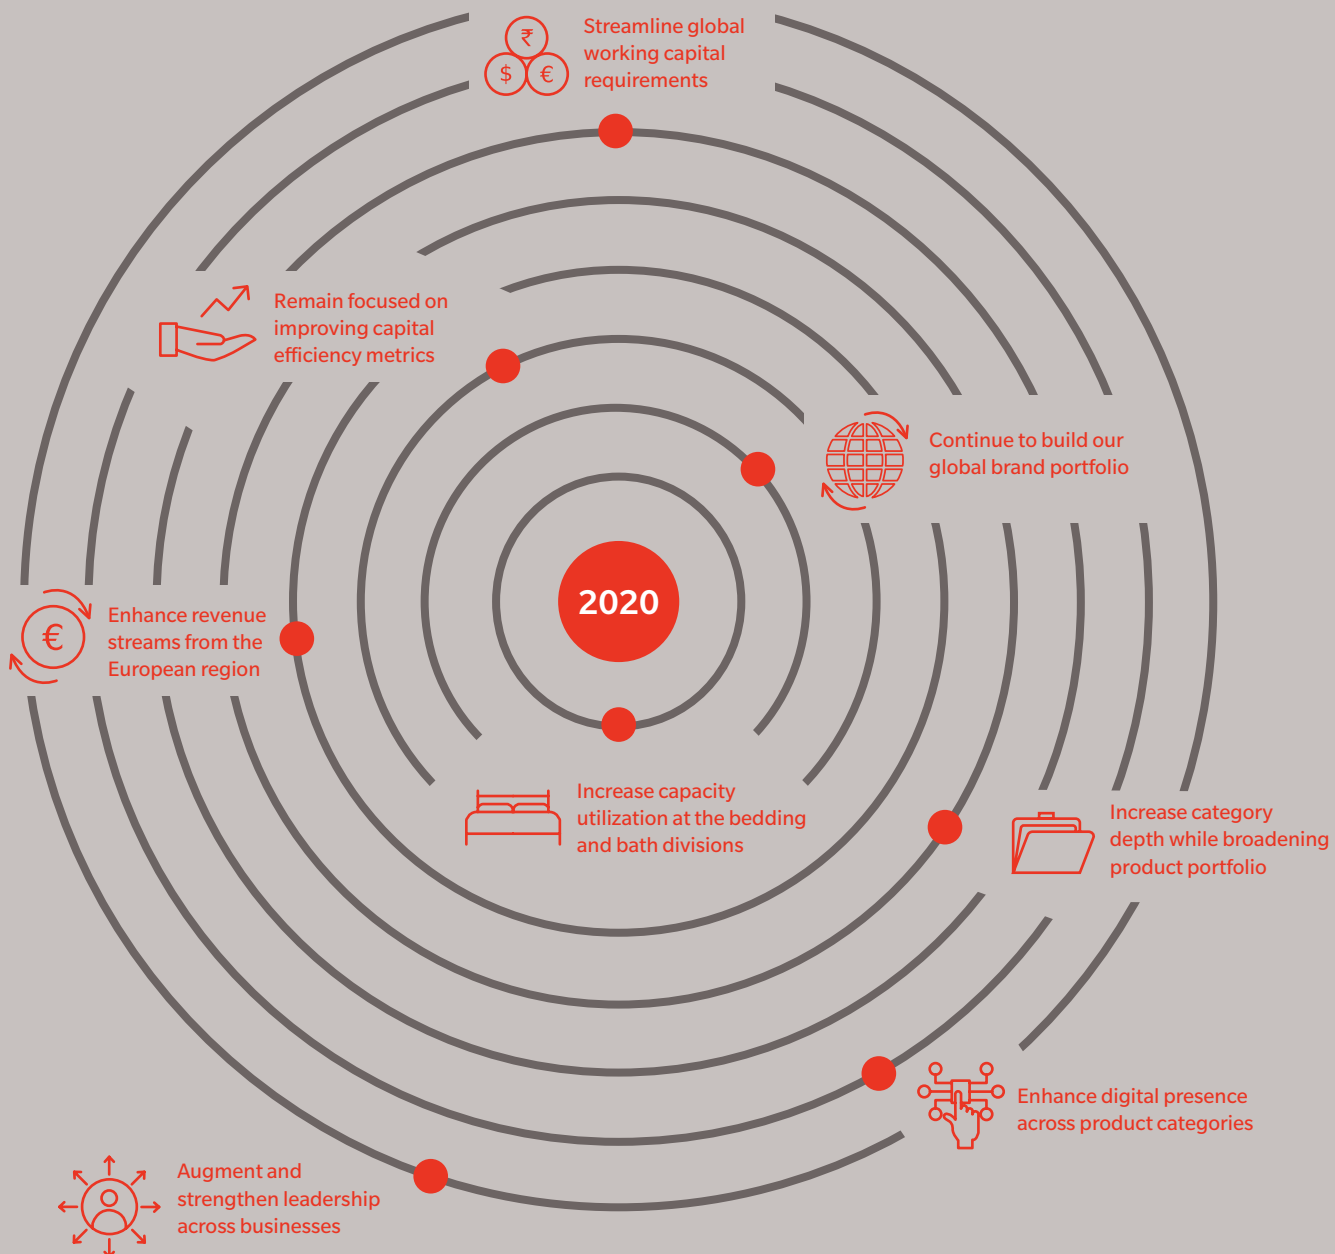 ₹
$ €
Streamline global
working capital
requirements
Remain focused on
improving capital
efficiency metrics
Continue to build our
global brand portfolio
2020
€
Enhance revenue
streams from the
European region
Increase capacity
utilization at the bedding
and bath divisions
Increase category
depth while broadening
product portfolio
Enhance digital presence
across product categories
Augment and
strengthen leadership
across businesses